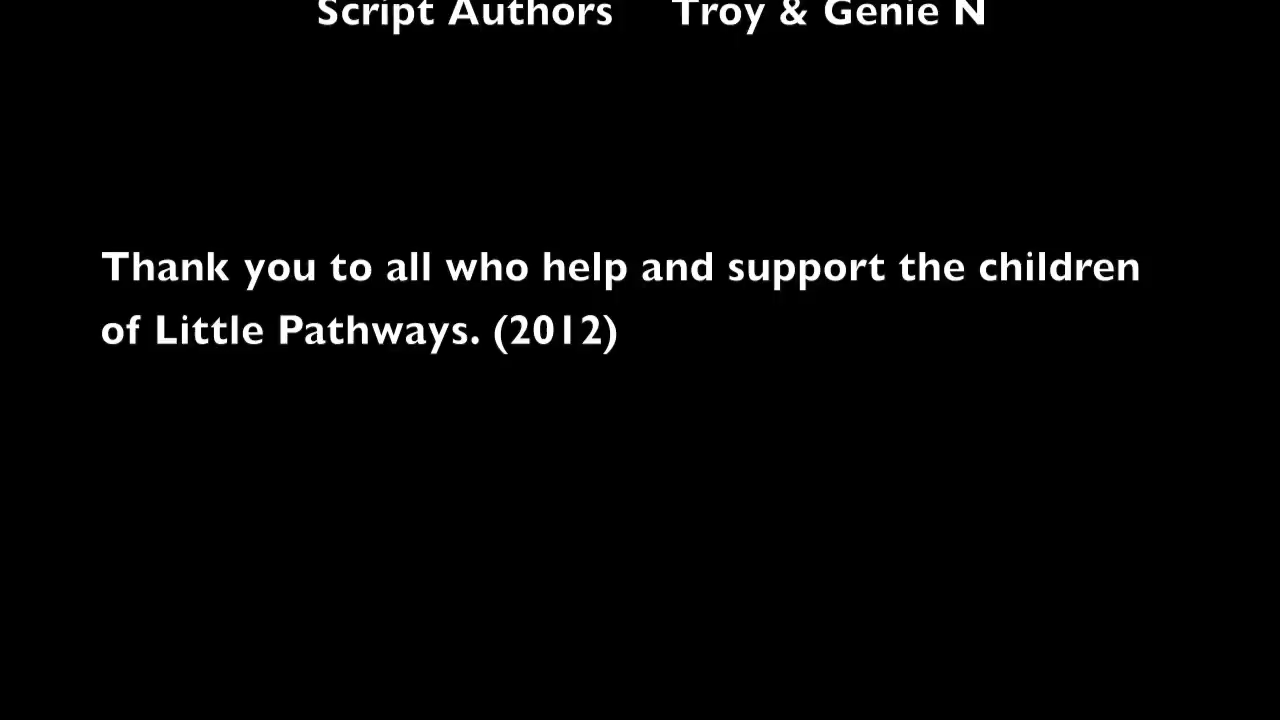 Script Authors Troy & Genie N
Thank you to all who help and support the children
of Little Pathways. (2012)